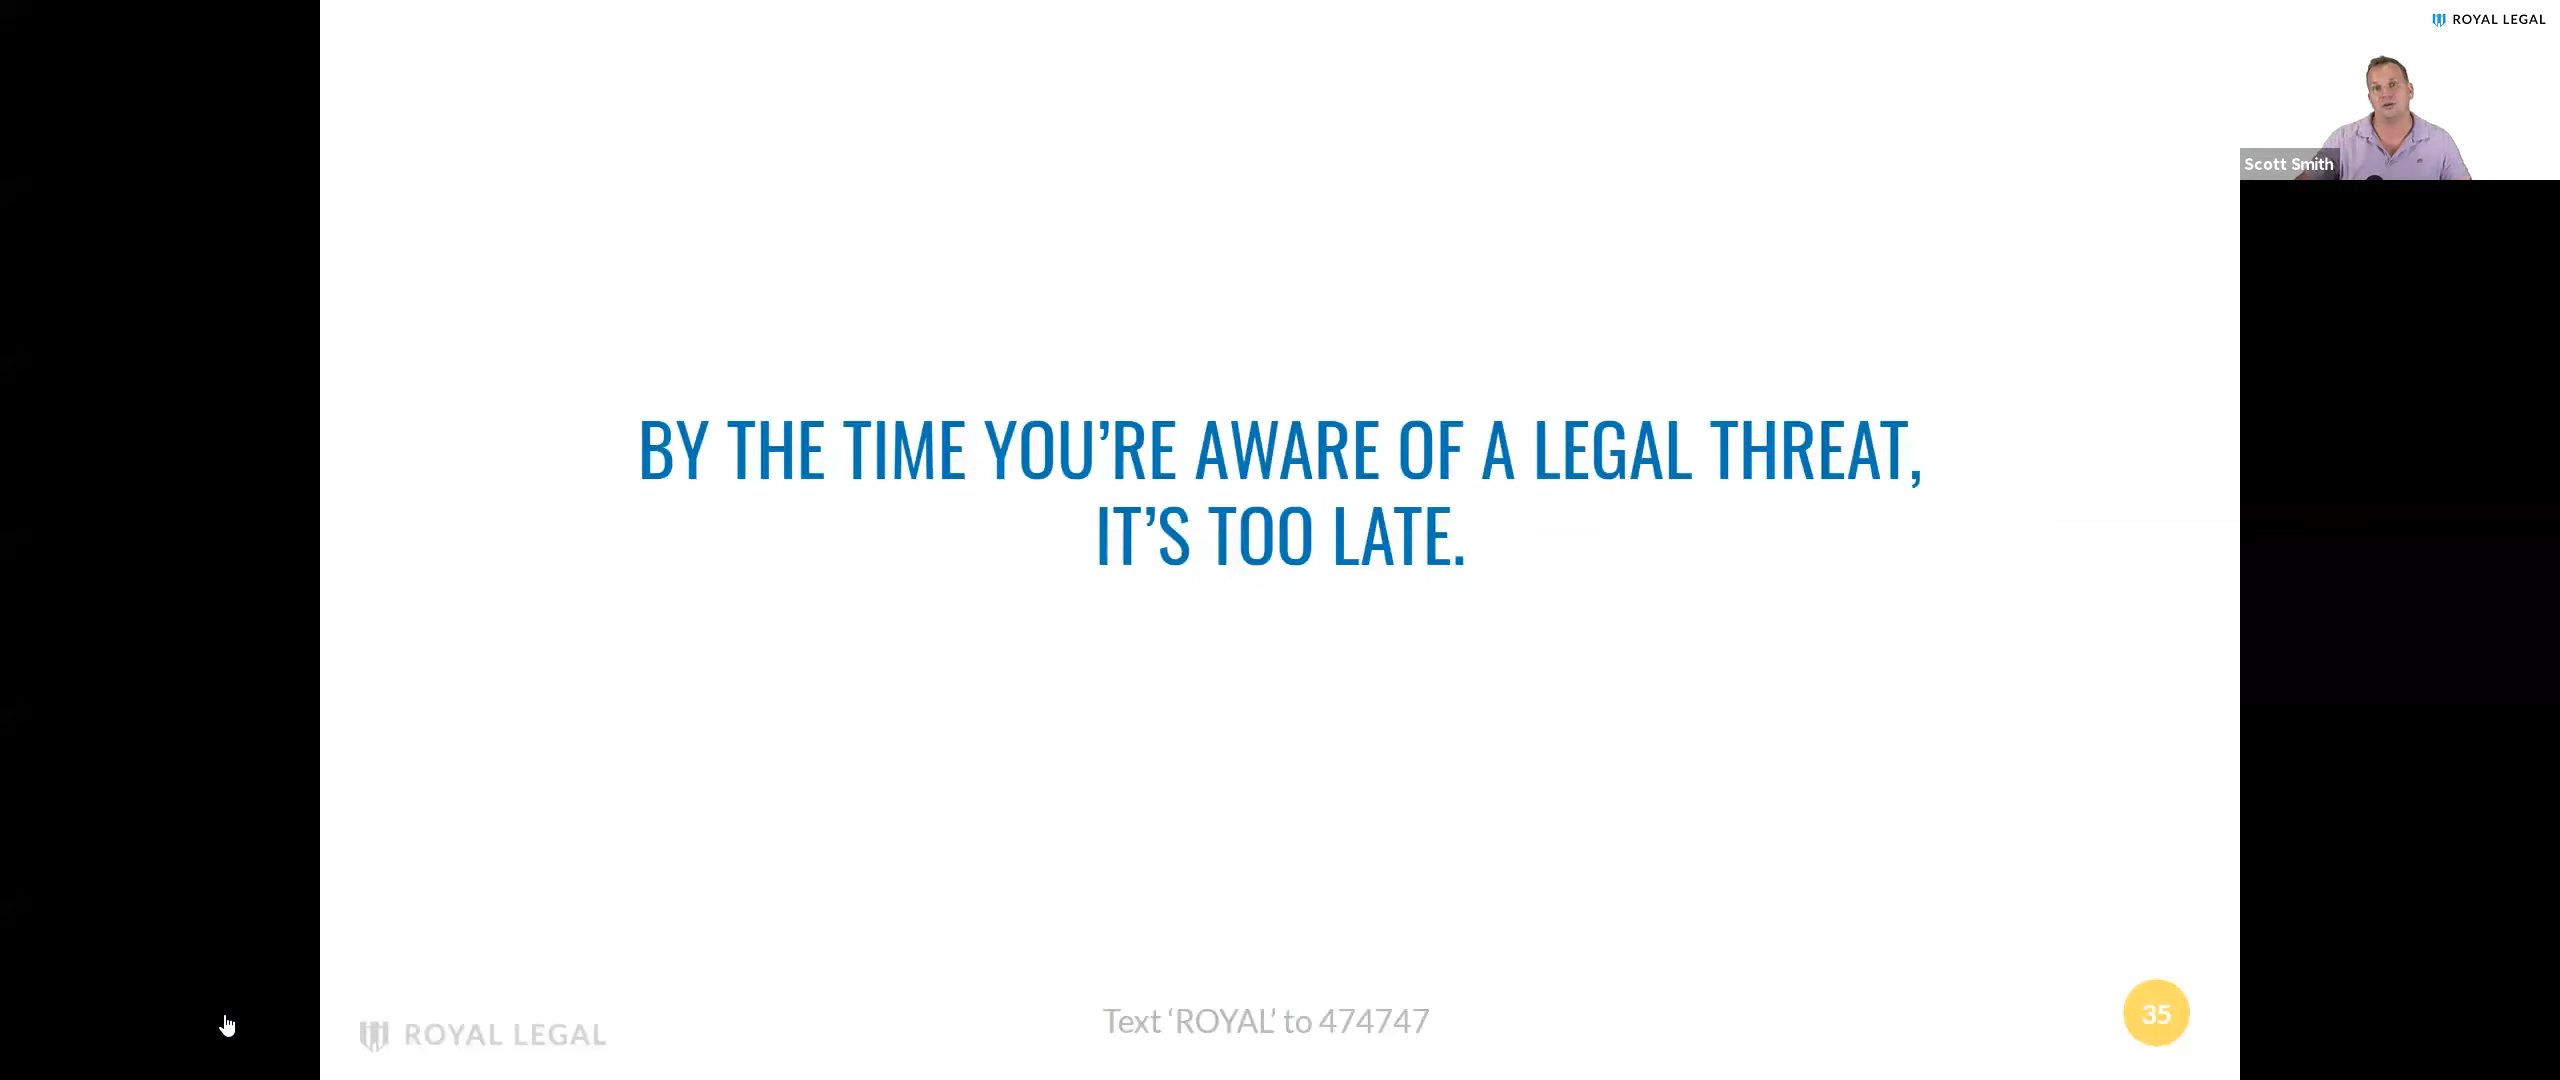 ROYAL LEGAL
Scott Smith
BY THE TIME YOU’RE AWARE OF A LEGAL THREAT,
IT’S TOO LATE.
ROYAL LEGAL
Text ‘ROYAL’ to 474747
35